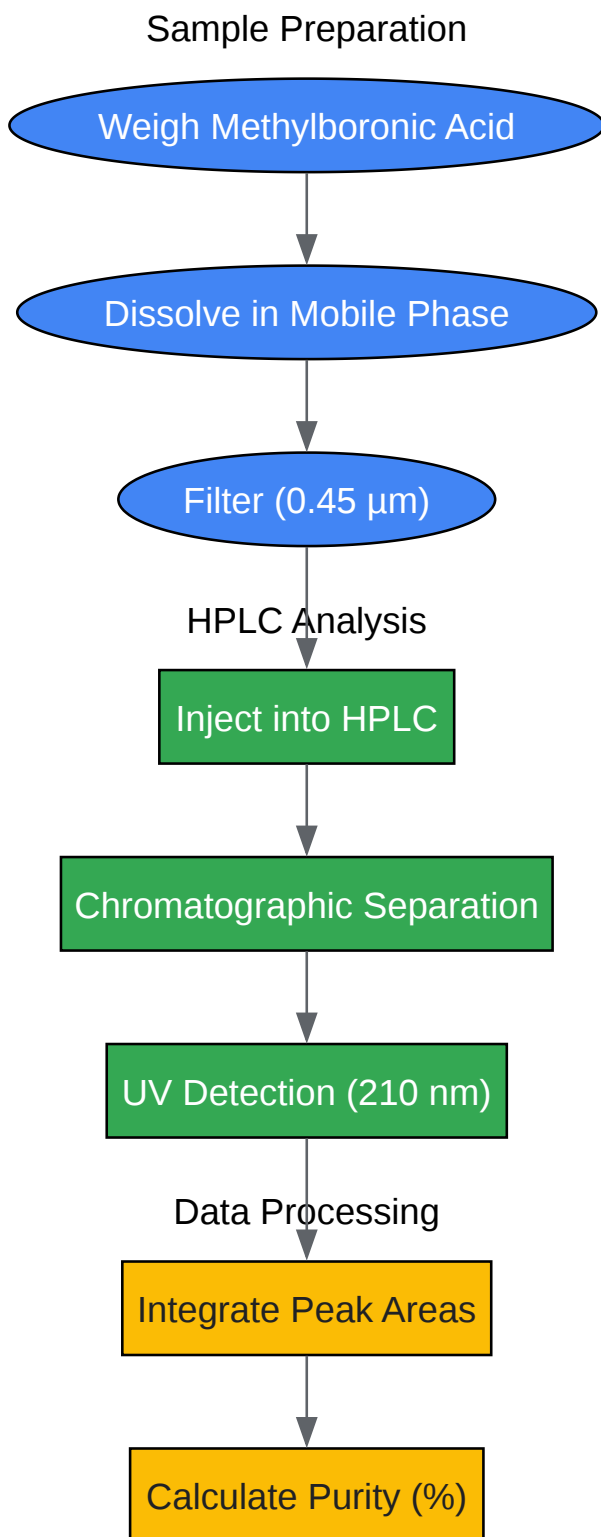 Sample Preparation
Weigh Methylboronic Acid
Dissolve in Mobile Phase
Filter (0.45 µm)
HPLC Analysis
Inject into HPLC
Chromatographic Separation
UV Detection (210 nm)
Data Processing
Integrate Peak Areas
Calculate Purity (%)